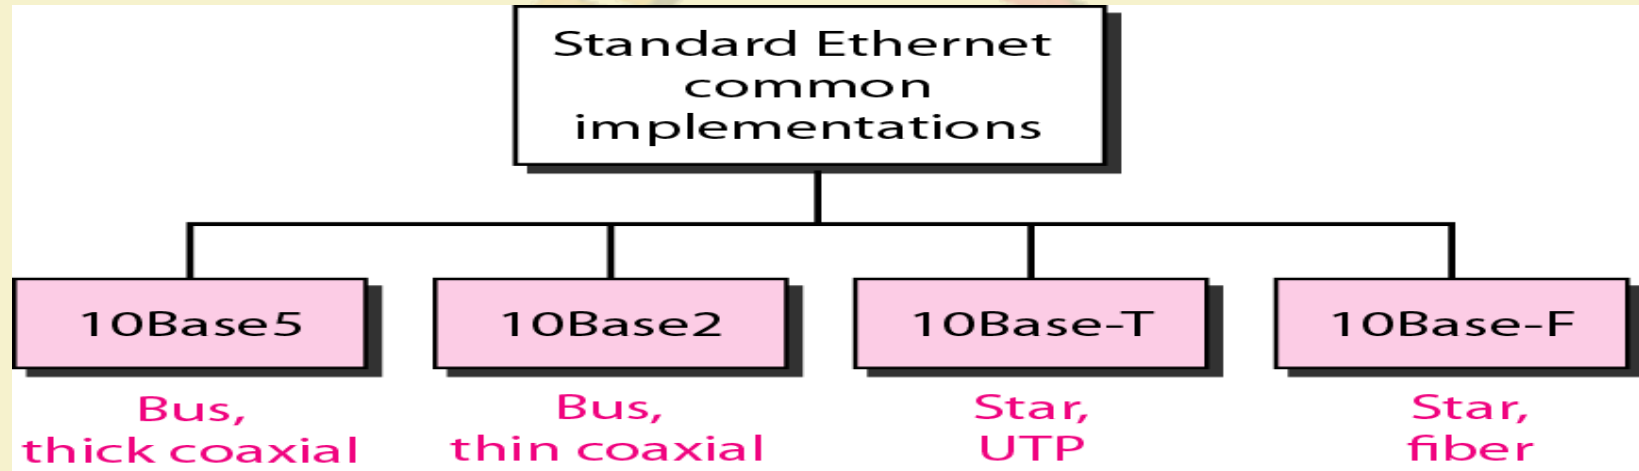 Standard Ethernet
common
implementations
10Base5
10Base2
10Base-T
10Base-F
Bus,
thick coaxial
Bus,
thin coaxial
Star,
UTP
Star,
fiber